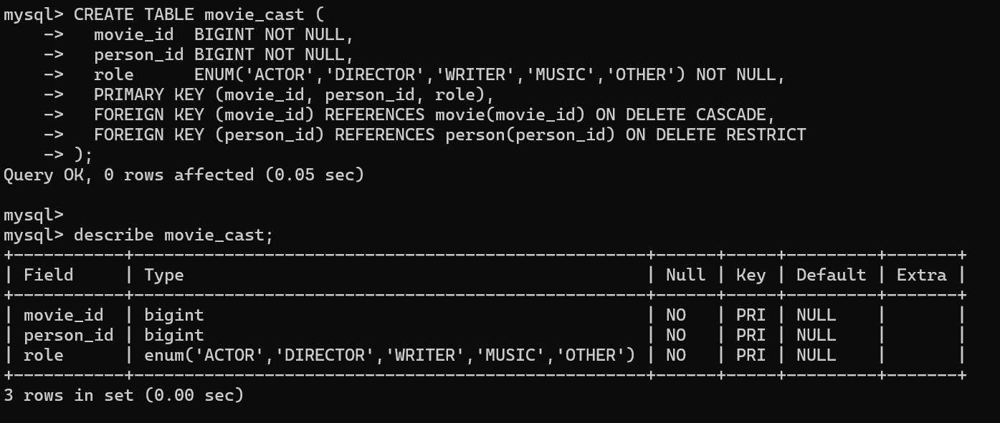 mysql> CREATE TABLE movie_cast (
    ->   movie_id  BIGINT NOT NULL,
    ->   person_id BIGINT NOT NULL,
    ->   role      ENUM('ACTOR','DIRECTOR','WRITER','MUSIC','OTHER') NOT NULL,
    ->   PRIMARY KEY (movie_id, person_id, role),
    ->   FOREIGN KEY (movie_id) REFERENCES movie(movie_id) ON DELETE CASCADE,
    ->   FOREIGN KEY (person_id) REFERENCES person(person_id) ON DELETE RESTRICT
    -> );
Query OK, 0 rows affected (0.05 sec)

mysql>
mysql> describe movie_cast;
+-----------+---------------------------------------------------+------+-----+---------+-------+
| Field     | Type                                              | Null | Key | Default | Extra |
+-----------+---------------------------------------------------+------+-----+---------+-------+
| movie_id  | bigint                                            | NO   | PRI | NULL    |       |
| person_id | bigint                                            | NO   | PRI | NULL    |       |
| role      | enum('ACTOR','DIRECTOR','WRITER','MUSIC','OTHER') | NO   | PRI | NULL    |       |
+-----------+---------------------------------------------------+------+-----+---------+-------+
3 rows in set (0.00 sec)